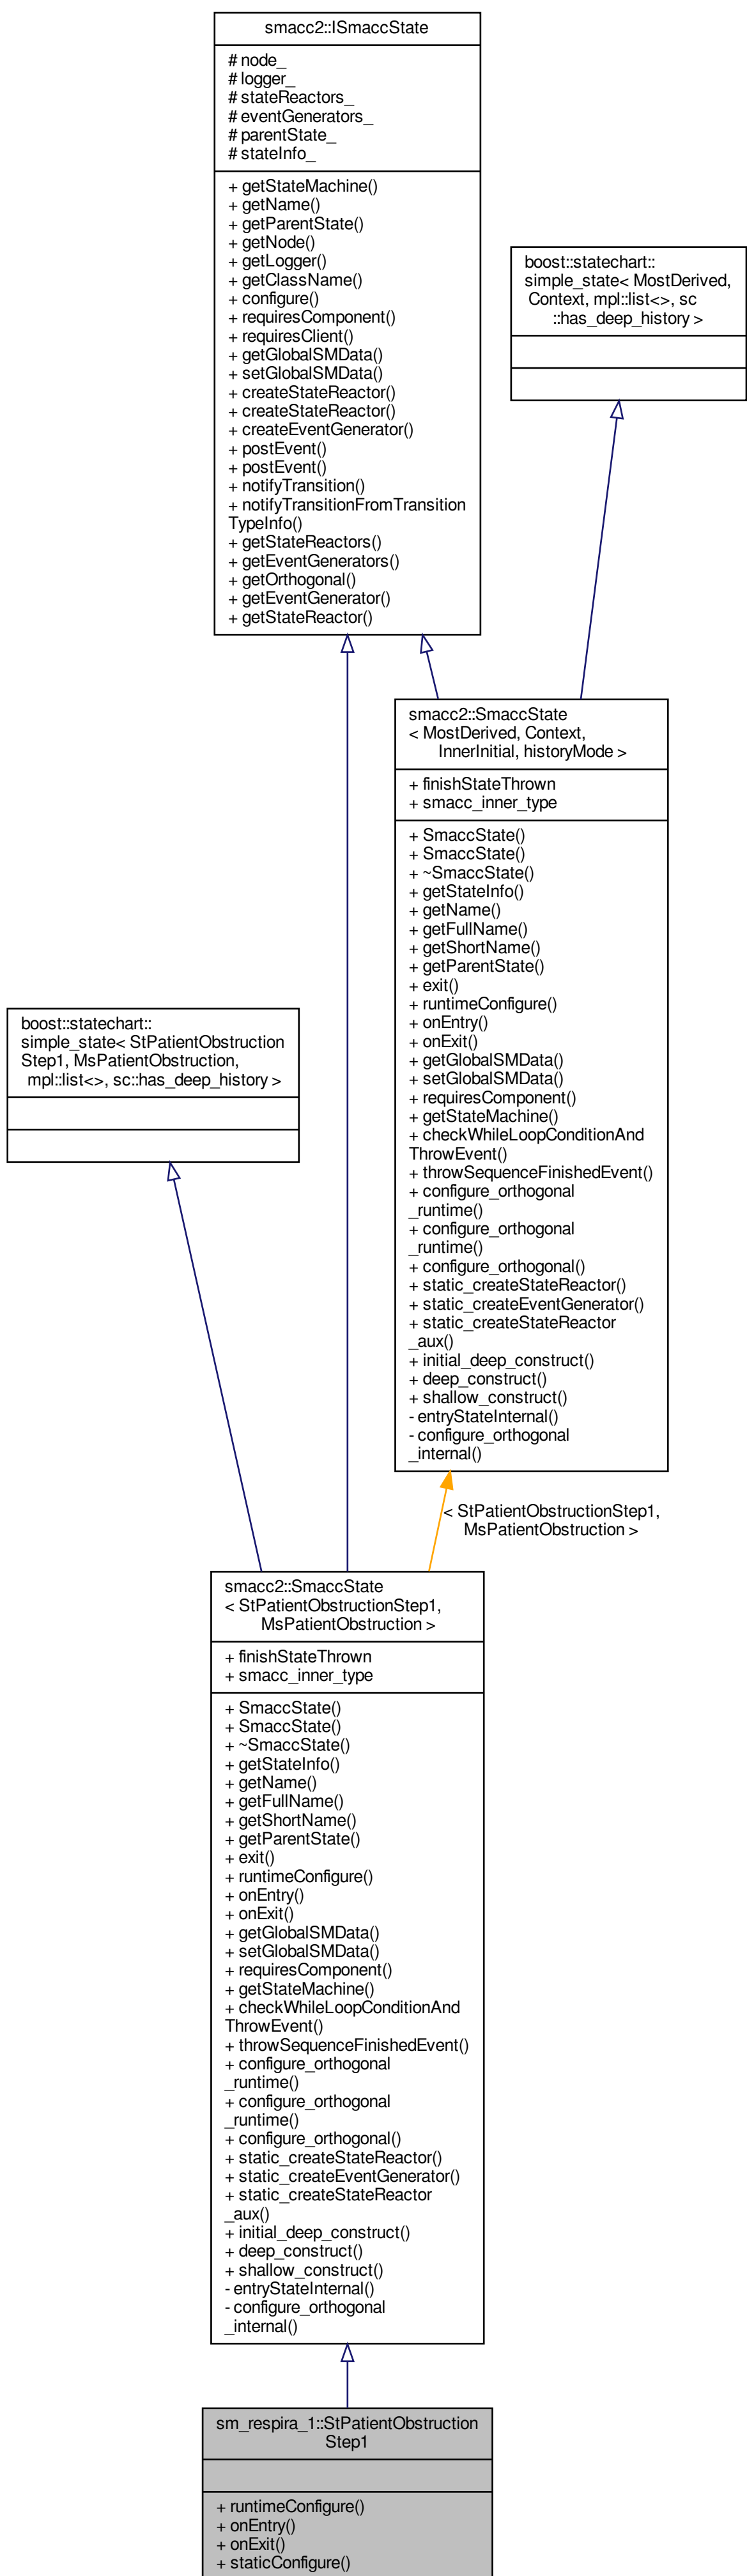 smacc2::ISmaccState
# node_
# logger_
# stateReactors_
# eventGenerators_
# parentState_
# stateInfo_
+ getStateMachine()
+ getName()
+ getParentState()
+ getNode()
+ getLogger()
+ getClassName()
+ configure()
+ requiresComponent()
+ requiresClient()
+ getGlobalSMData()
+ setGlobalSMData()
+ createStateReactor()
+ createStateReactor()
+ createEventGenerator()
+ postEvent()
+ postEvent()
+ notifyTransition()
+ notifyTransitionFromTransition
TypeInfo()
+ getStateReactors()
+ getEventGenerators()
+ getOrthogonal()
+ getEventGenerator()
+ getStateReactor()
boost::statechart::
simple_state< MostDerived,
Context, mpl::list<>, sc
::has_deep_history >
smacc2::SmaccState
< MostDerived, Context,
InnerInitial, historyMode >
+ finishStateThrown
+ smacc_inner_type
+ SmaccState()
+ SmaccState()
+ ~SmaccState()
+ getStateInfo()
+ getName()
+ getFullName()
+ getShortName()
+ getParentState()
+ exit()
+ runtimeConfigure()
+ onEntry()
+ onExit()
+ getGlobalSMData()
+ setGlobalSMData()
+ requiresComponent()
+ getStateMachine()
+ checkWhileLoopConditionAnd
ThrowEvent()
+ throwSequenceFinishedEvent()
+ configure_orthogonal
_runtime()
+ configure_orthogonal
_runtime()
+ configure_orthogonal()
+ static_createStateReactor()
+ static_createEventGenerator()
+ static_createStateReactor
_aux()
+ initial_deep_construct()
+ deep_construct()
+ shallow_construct()
- entryStateInternal()
- configure_orthogonal
_internal()
boost::statechart::
simple_state< StPatientObstruction
Step1, MsPatientObstruction,
mpl::list<>, sc::has_deep_history >
< StPatientObstructionStep1,
MsPatientObstruction >
smacc2::SmaccState
< StPatientObstructionStep1,
MsPatientObstruction >
+ finishStateThrown
+ smacc_inner_type
+ SmaccState()
+ SmaccState()
+ ~SmaccState()
+ getStateInfo()
+ getName()
+ getFullName()
+ getShortName()
+ getParentState()
+ exit()
+ runtimeConfigure()
+ onEntry()
+ onExit()
+ getGlobalSMData()
+ setGlobalSMData()
+ requiresComponent()
+ getStateMachine()
+ checkWhileLoopConditionAnd
ThrowEvent()
+ throwSequenceFinishedEvent()
+ configure_orthogonal
_runtime()
+ configure_orthogonal
_runtime()
+ configure_orthogonal()
+ static_createStateReactor()
+ static_createEventGenerator()
+ static_createStateReactor
_aux()
+ initial_deep_construct()
+ deep_construct()
+ shallow_construct()
- entryStateInternal()
- configure_orthogonal
_internal()
sm_respira_1::StPatientObstruction
Step1
+ runtimeConfigure()
+ onEntry()
+ onExit()
+ staticConfigure()